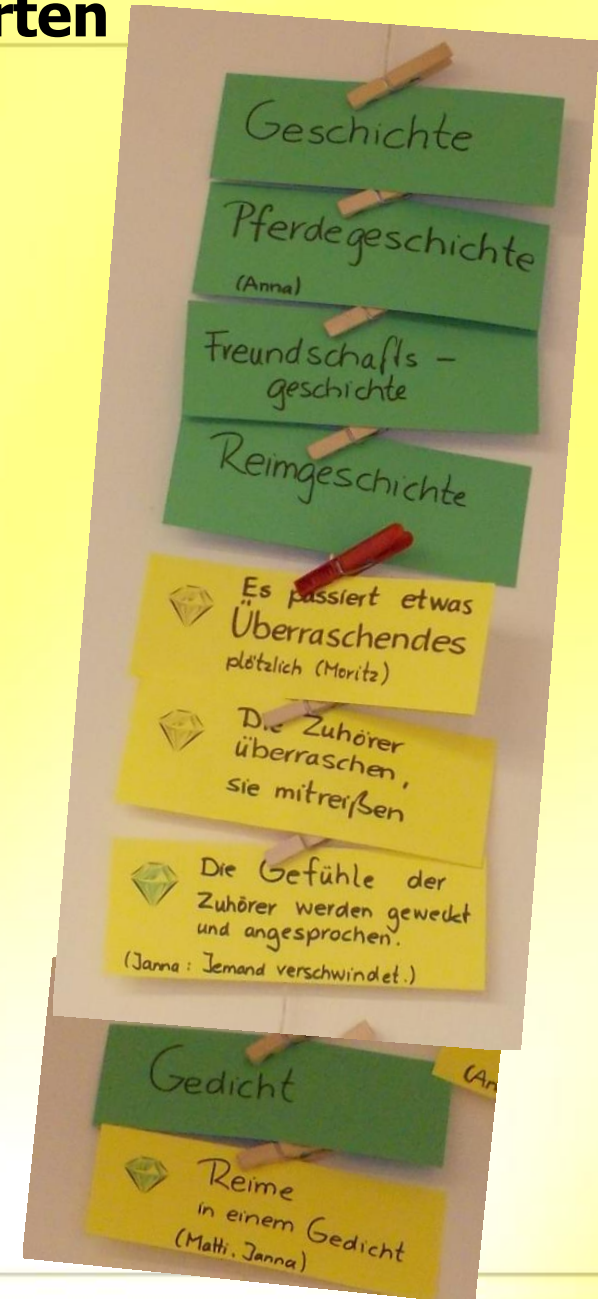 rten
Geschichte
Pferdegeschichte
(Anna)
Freundschafts -
geschichte
Reimgeschichte
Es passiert etwas
Überraschendes
plötzlich (Moritz)
Die Zuhörer
überraschen,
sie mitreißen
Die Gefühle der
Zuhörer werden geweckt
und angesprochen.
(Janna: Jemand verschwindet.)
Gedicht
(An
Reime
in einem Gedicht
(Matti, Janna)